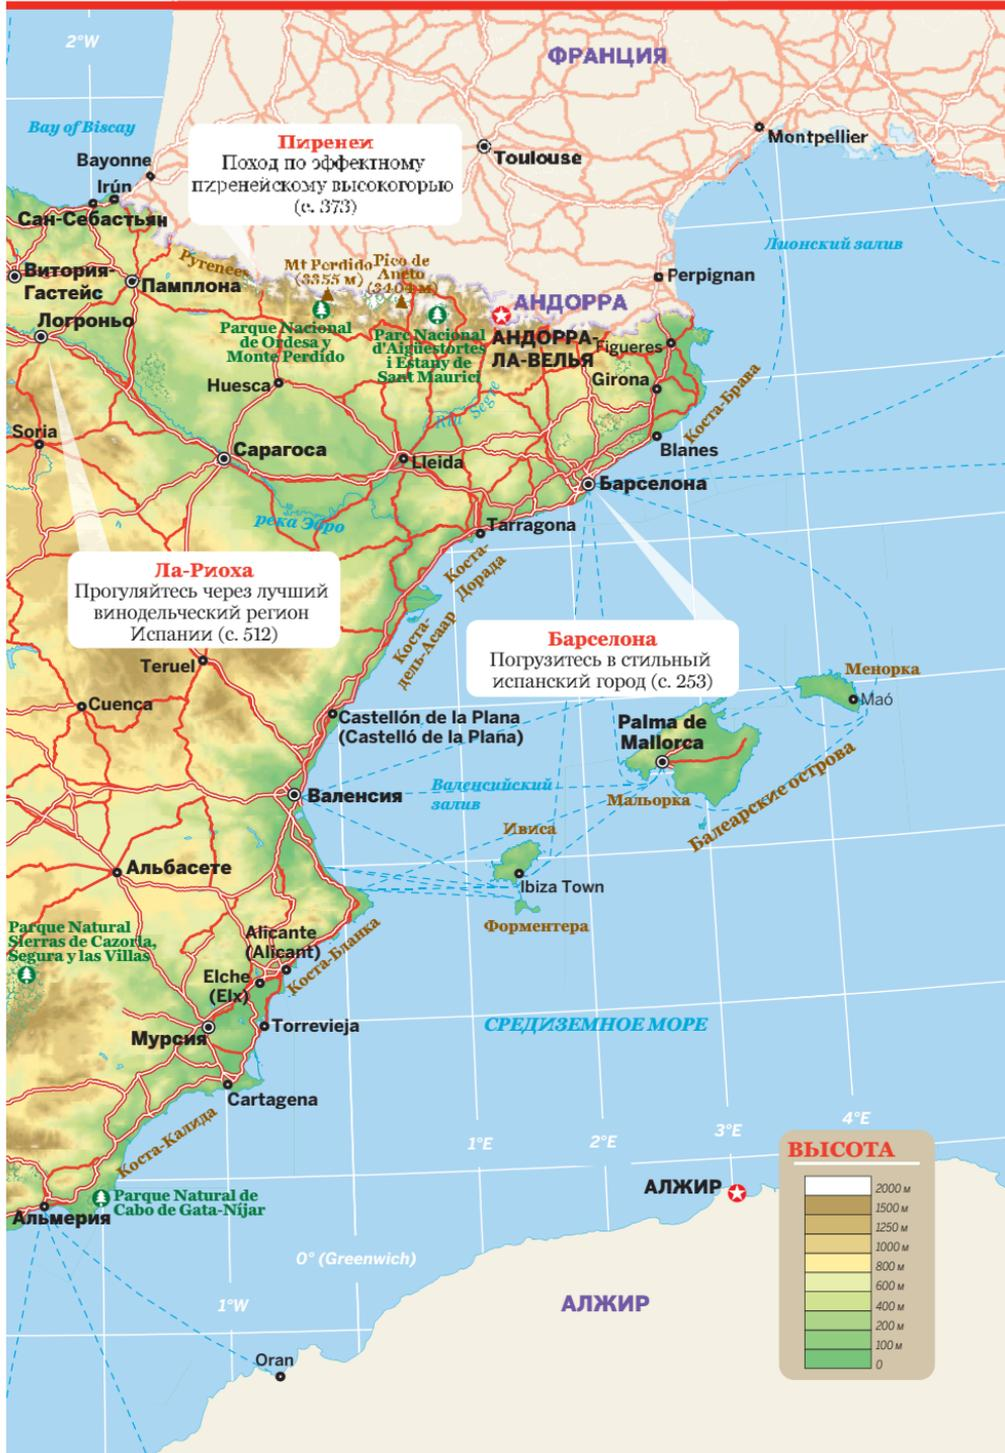 2°W
ФРАНЦИЯ
Bay of Biscay
Montpellier
Пиренеи
Поход по эффектному
пиренейскому высокогорью
(с. 373)
Toulouse
Bayonne
Irún
Сан-Себастьян
Лионский залив
Pyrenees
Mt Perdido
(3355 м)
Pico de
Aneto
(3404 м)
Perpignan
Витория-
Гастейс
Памплона
АНДОРРА
Логроньо
Parque Nacional
de Ordesa y
Monte Perdido
Parc Nacional
d'Aigüestortes
i Estany de
Sant Maurici
АНДОРРА-
ЛА-ВЕЛЬЯ
Figueres
Huesca
Girona
Коста-Брава
Río Segre
Soria
Сарагоса
Lleida
Blanes
Барселона
река Эбро
Tarragona
Коста-
Дорада
Ла-Риоха
Прогуляйтесь через лучший
винодельческий регион
Испании (с. 512)
Коста-
дель-Асаар
Барселона
Погрузитесь в стильный
испанский город (с. 253)
Teruel
Менорка
Maó
Cuenca
Castellón de la Plana
(Castelló de la Plana)
Palma de
Mallorca
Валенсийский
залив
Валенсия
Мальорка
Балеарские острова
Ивиса
Альбасете
Ibiza Town
Форментера
Parque Natural
Sierras de Cazorla,
Segura y las Villas
Alicante
(Alicant)
Коста-Бланка
Elche
(Elx)
Мурсия
Torrevieja
СРЕДИЗЕМНОЕ МОРЕ
Cartagena
Коста-Калида
1°E
2°E
3°E
4°E
ВЫСОТА
2000 м
1500 м
1250 м
1000 м
800 м
600 м
400 м
200 м
100 м
0
АЛЖИР
Parque Natural de
Cabo de Gata-Níjar
Альмерия
0° (Greenwich)
1°W
АЛЖИР
Oran